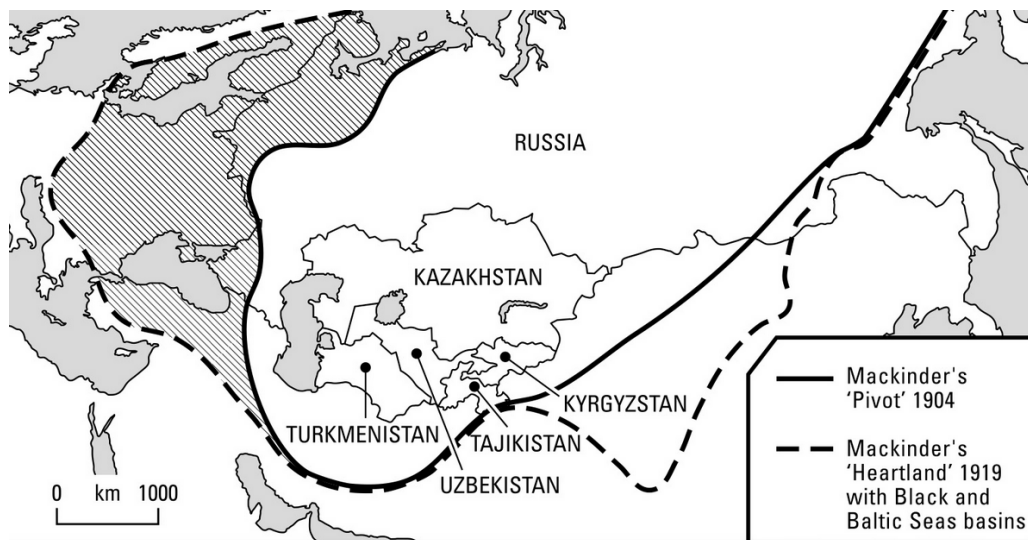 RUSSIA
KAZAKHSTAN
KYRGYZSTAN
TURKMENISTAN
TAJIKISTAN
UZBEKISTAN
0 km 1000
Mackinder's
'Pivot' 1904
Mackinder's
'Heartland' 1919
with Black and
Baltic Seas basins